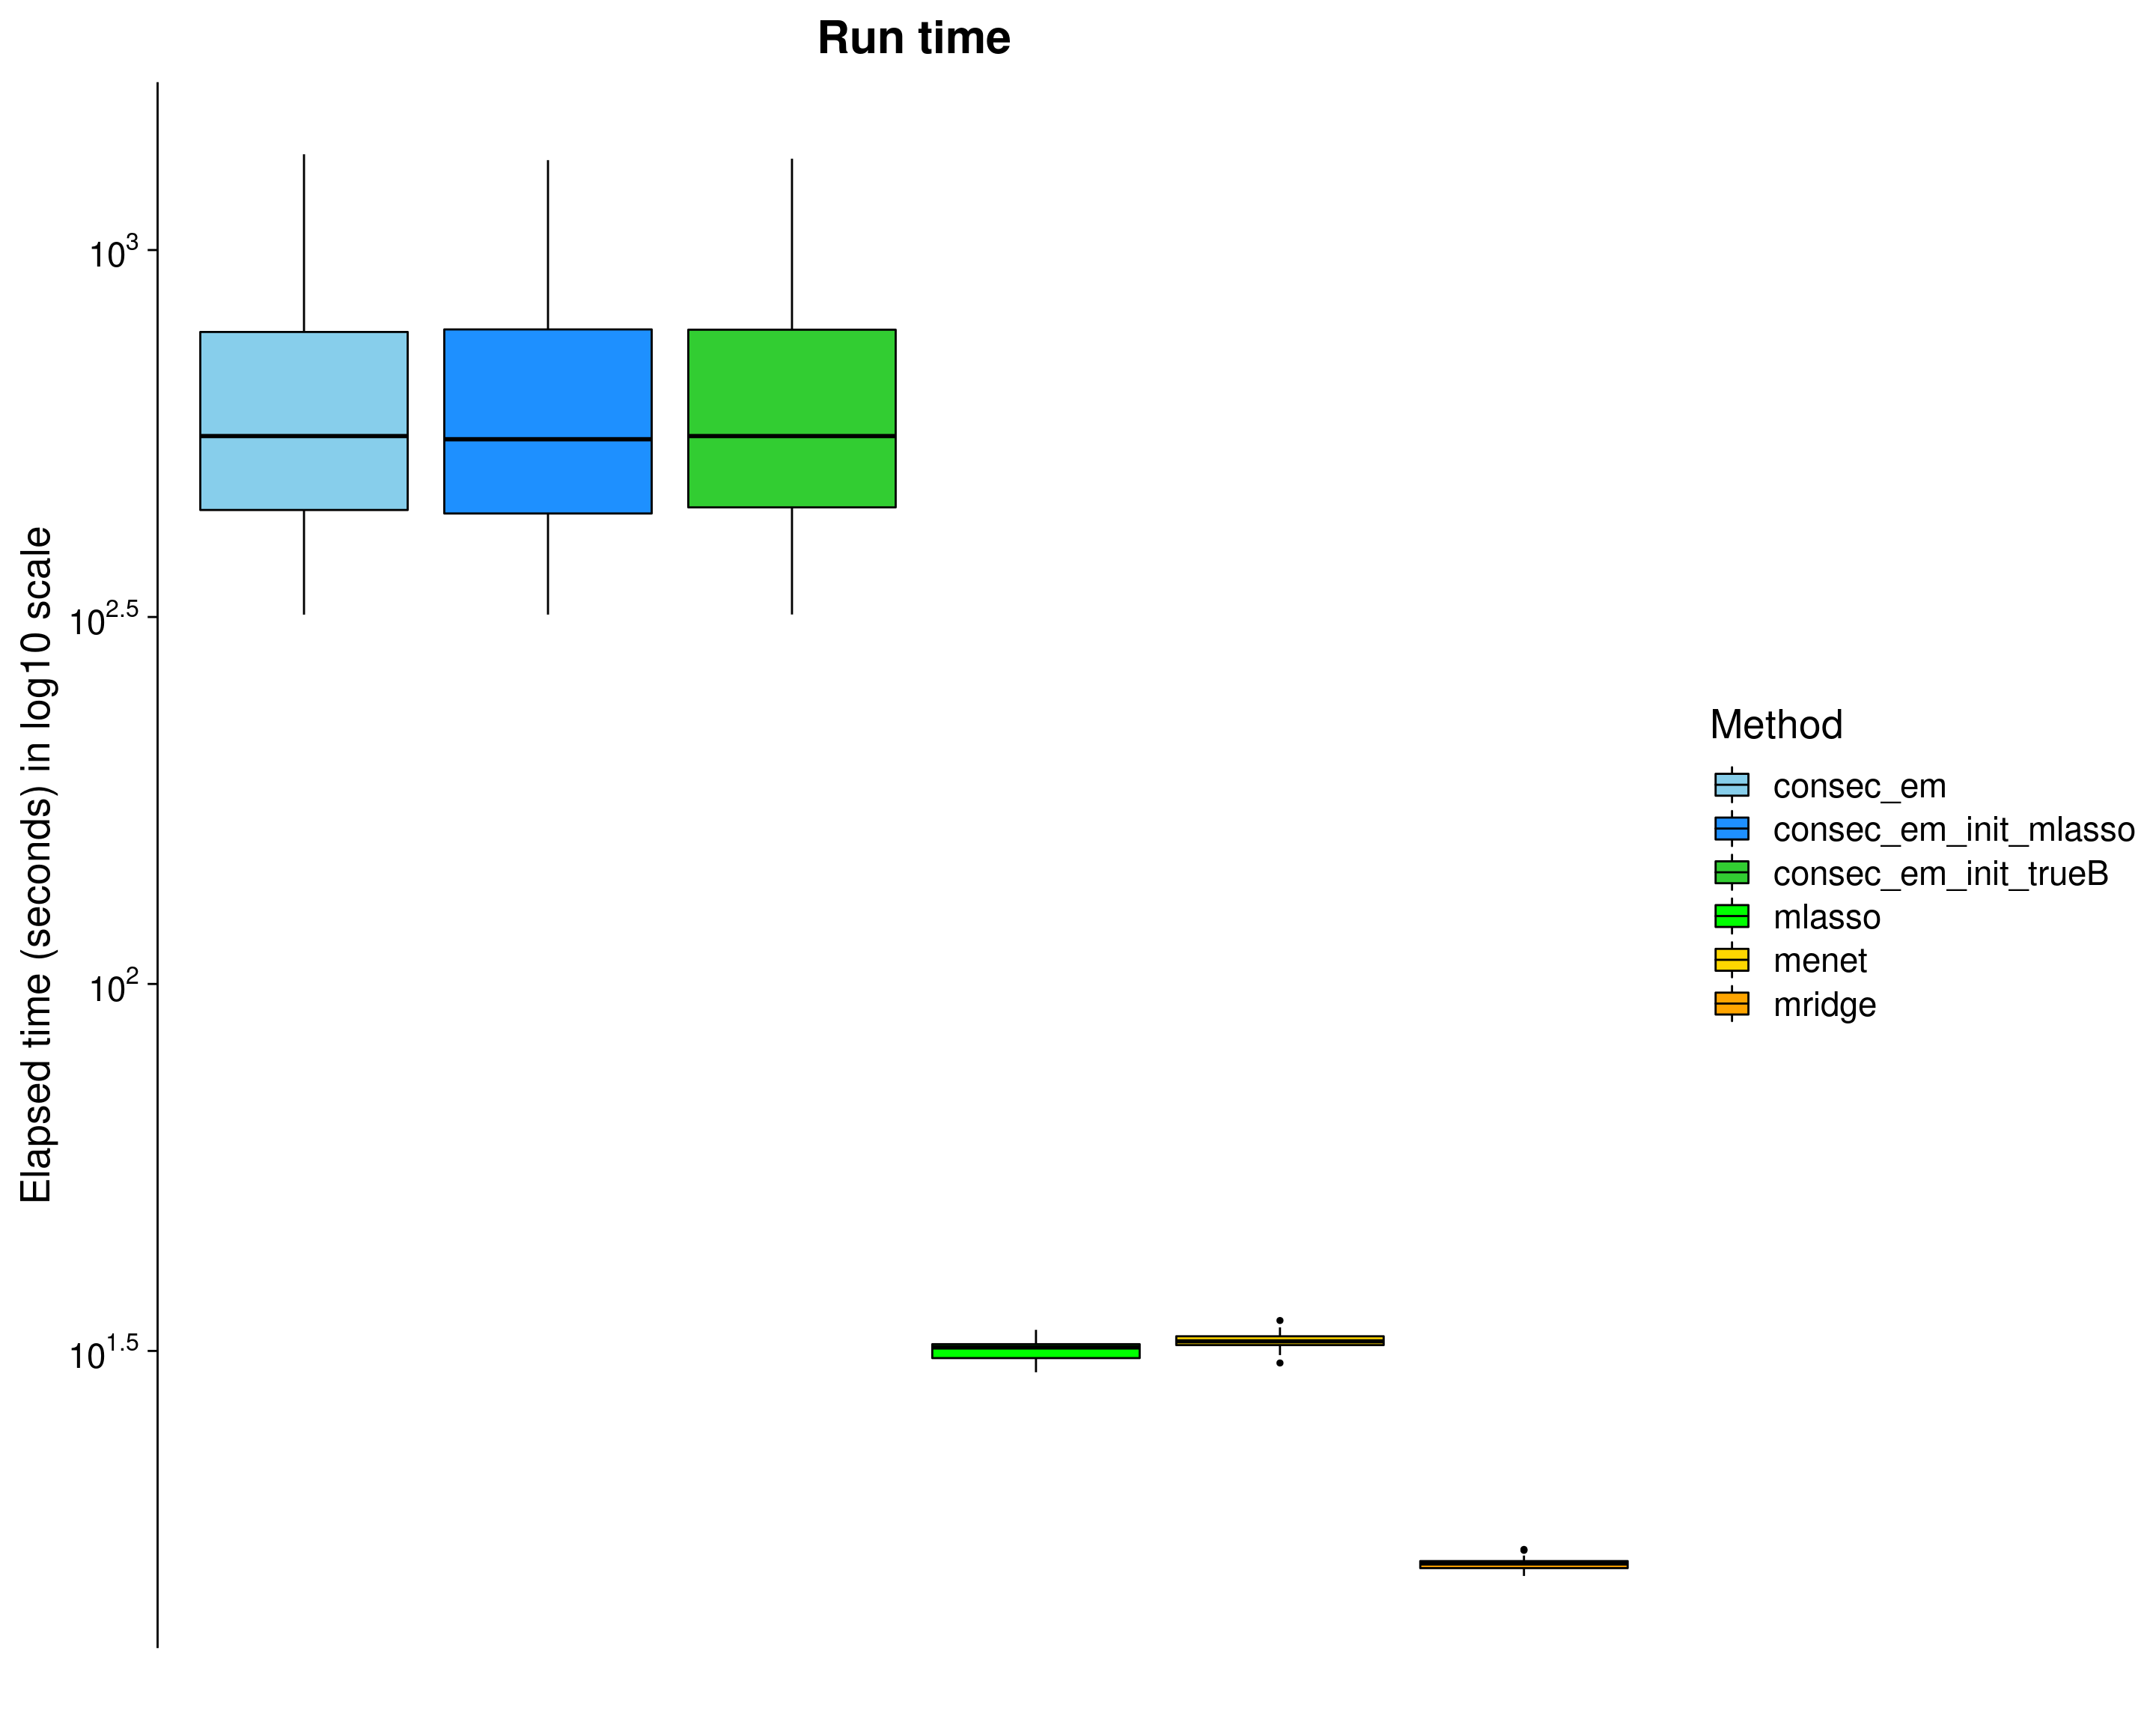 Run time
Elapsed time (seconds) in log10 scale
10^3
10^2.5
10^2
10^1.5
Method
consec_em
consec_em_init_mlasso
consec_em_init_trueB
mlasso
menet
mridge